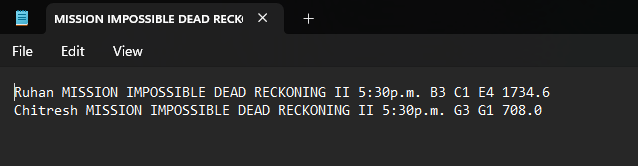 MISSION IMPOSSIBLE DEAD RECK
File Edit View
Ruhan MISSION IMPOSSIBLE DEAD RECKONING II 5:30p.m. B3 C1 E4 1734.6
Chitresh MISSION IMPOSSIBLE DEAD RECKONING II 5:30p.m. G3 G1 708.0